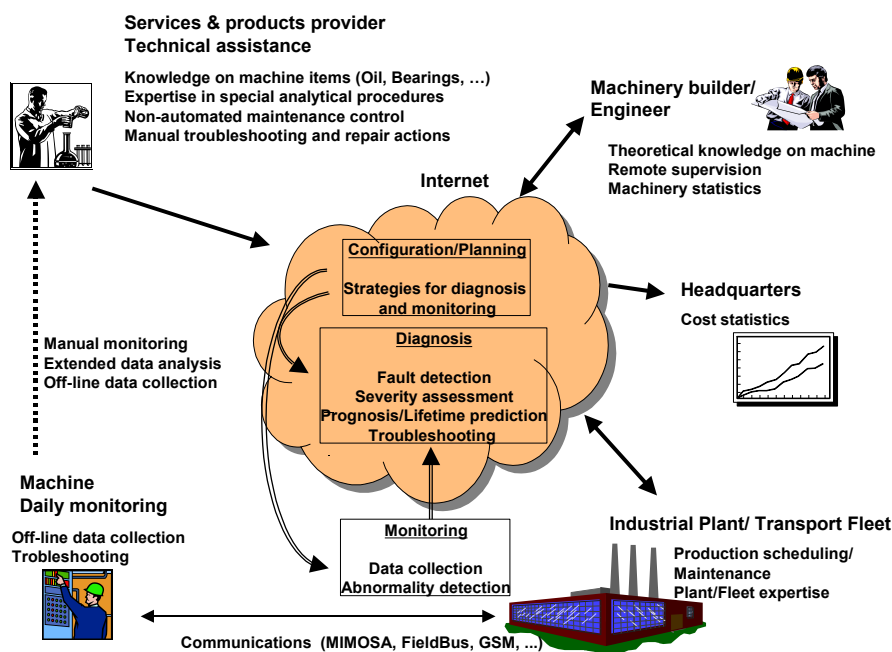 Services & products provider
Technical assistance
Knowledge on machine items (Oil, Bearings, …)
Expertise in special analytical procedures
Non-automated maintenance control
Manual troubleshooting and repair actions
Machinery builder/
Engineer
Theoretical knowledge on machine
Remote supervision
Machinery statistics
Internet
Configuration/Planning
Strategies for diagnosis
and monitoring
Diagnosis
Fault detection
Severity assessment
Prognosis/Lifetime prediction
Troubleshooting
Headquarters
Cost statistics
Manual monitoring
Extended data analysis
Off-line data collection
Machine
Daily monitoring
Off-line data collection
Trobleshooting
Monitoring
Data collection
Abnormality detection
Industrial Plant/ Transport Fleet
Production scheduling/
Maintenance
Plant/Fleet expertise
Communications (MIMOSA, FieldBus, GSM, ...)